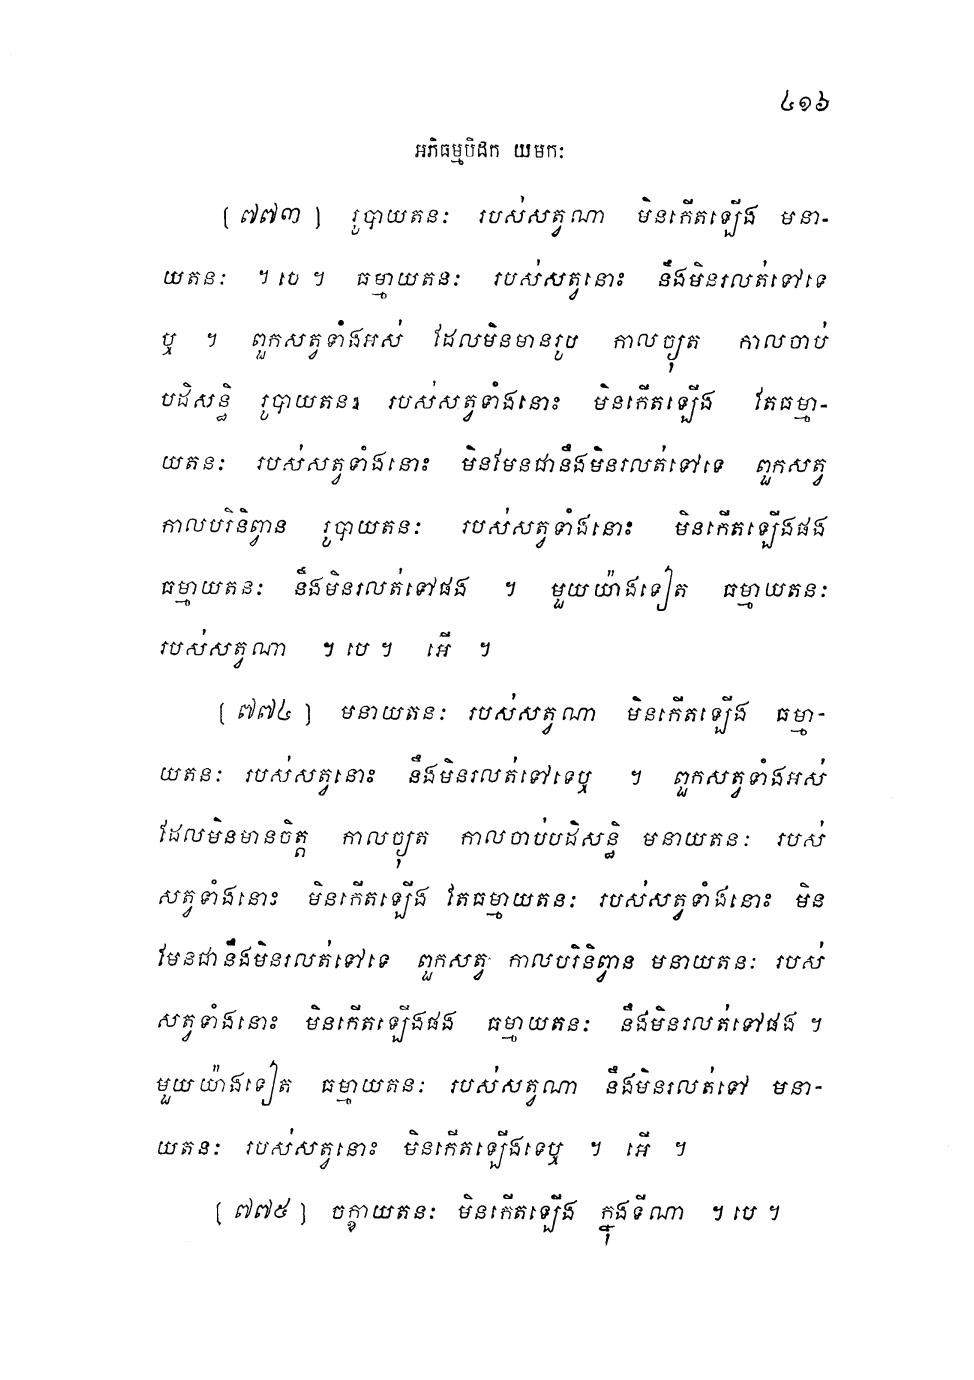 ៤១៦
អភិធម្មបិដក យមកៈ
(៧៧៣) រូបាយតនៈ របស់សត្វណា មិនកើតឡើង មនា-
យតនៈ ។ បេ ។ ធម្មាយតនៈ របស់សត្វនោះ នឹងមិនរលត់ទៅទេ
ឬ ។ ពួកសត្វទាំងអស់ ដែលមិនមានរូប កាលច្យុត កាលចាប់
បដិសន្ធិ រូបាយតនៈ របស់សត្វទាំងនោះ មិនកើតឡើង តែធម្មា-
យតនៈ របស់សត្វទាំងនោះ មិនមែនជានឹងមិនរលត់ទៅទេ ពួកសត្វ
កាលបរិនិព្វាន រូបាយតនៈ របស់សត្វទាំងនោះ មិនកើតឡើងផង
ធម្មាយតនៈ នឹងមិនរលត់ទៅផង ។ មួយយ៉ាងទៀត ធម្មាយតនៈ
របស់សត្វណា ។ បេ ។ អើ ។
(៧៧៤) មនាយតនៈ របស់សត្វណា មិនកើតឡើង ធម្មា-
យតនៈ របស់សត្វនោះ នឹងមិនរលត់ទៅទេឬ ។ ពួកសត្វទាំងអស់
ដែលមិនមានចិត្ត កាលច្យុត កាលចាប់បដិសន្ធិ មនាយតនៈ របស់
សត្វទាំងនោះ មិនកើតឡើង តែធម្មាយតនៈ របស់សត្វទាំងនោះ មិន
មែនជានឹងមិនរលត់ទៅទេ ពួកសត្វ កាលបរិនិព្វាន មនាយតនៈ របស់
សត្វទាំងនោះ មិនកើតឡើងផង ធម្មាយតនៈ នឹងមិនរលត់ទៅផង ។
មួយយ៉ាងទៀត ធម្មាយតនៈ របស់សត្វណា នឹងមិនរលត់ទៅ មនា-
យតនៈ របស់សត្វនោះ មិនកើតឡើងទេឬ ។ អើ ។
(៧៧៥) ចក្ខាយតនៈ មិនកើតឡើង ក្នុងទីណា ។ បេ ។